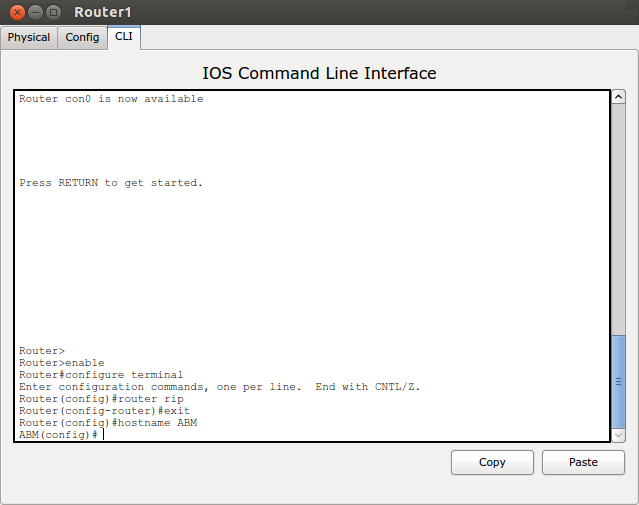 Router1
Physical Config CLI
IOS Command Line Interface
Router con0 is now available
Press RETURN to get started.
Router>
Router>enable
Router#configure terminal
Enter configuration commands, one per line.  End with CNTL/Z.
Router(config)#router rip
Router(config-router)#exit
Router(config)#hostname ABM
ABM(config)#
Copy Paste